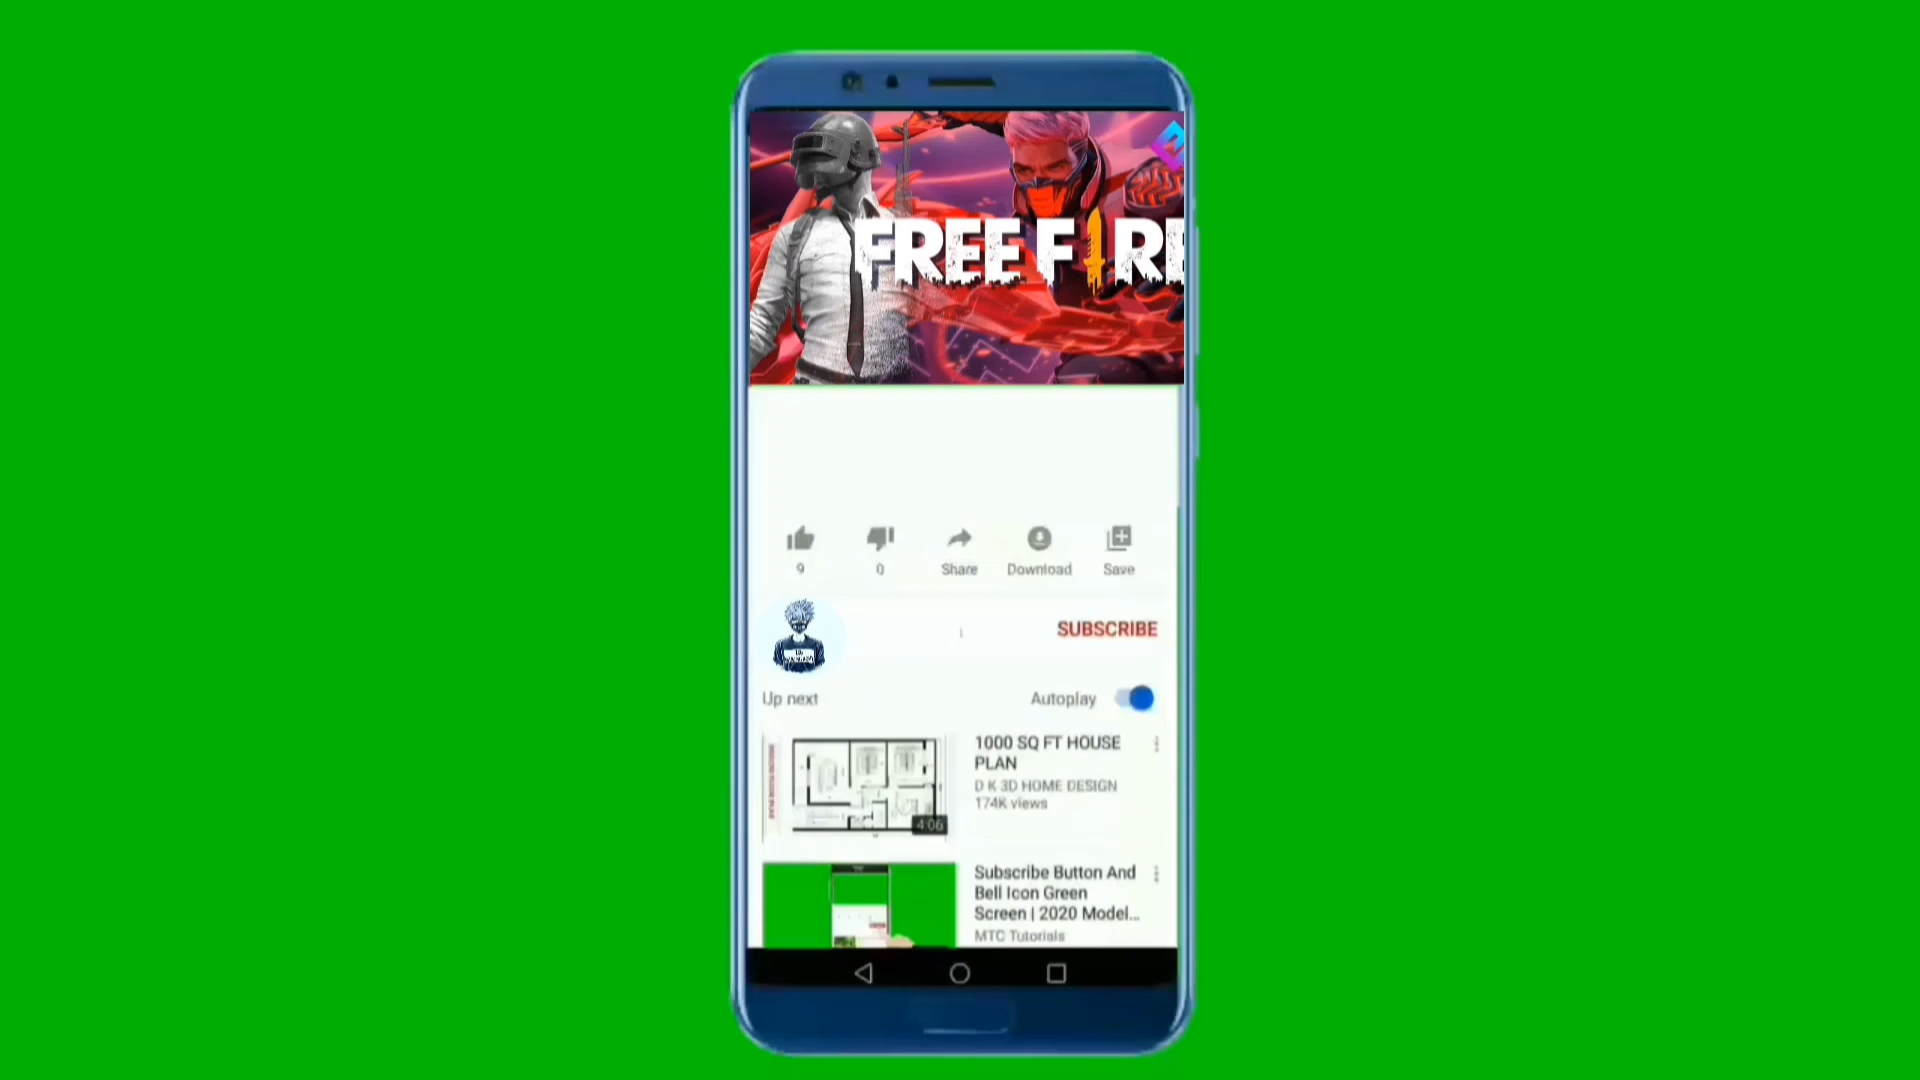 FREE FIRE
9
0
Share
Download
Save
SUBSCRIBE
Up next
Autoplay
1000 SQ FT HOUSE
PLAN
D K 3D HOME DESIGN
174K views
4:06
Subscribe Button And
Bell Icon Green
Screen | 2020 Model...
MTC Tutorials